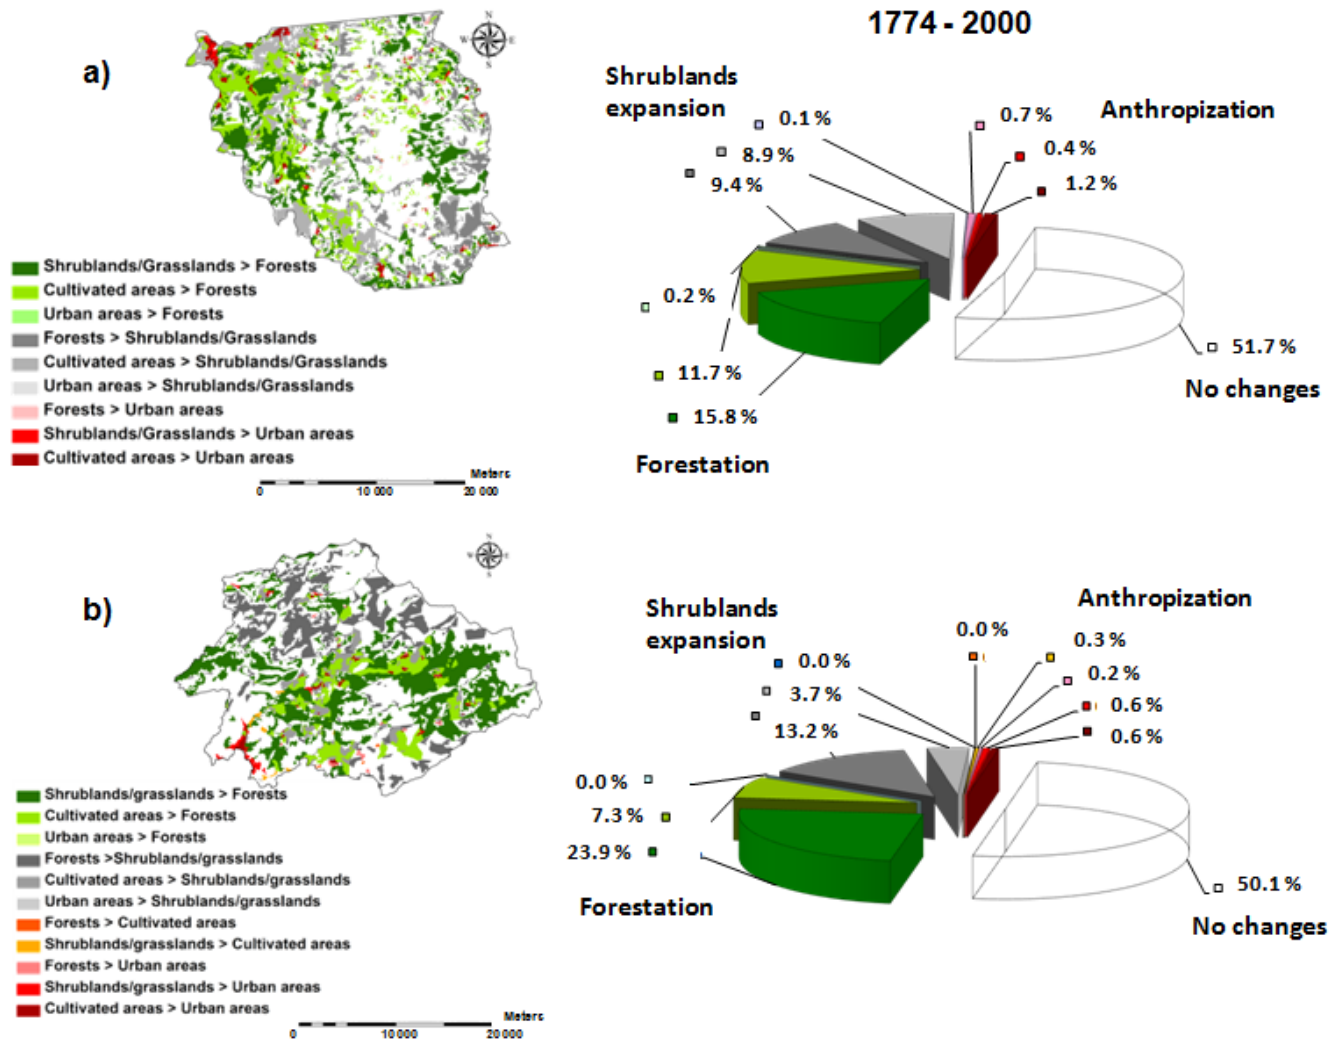 1774 - 2000
a)
N
W
E
S
Shrublands
expansion
0.1 %
8.9 %
9.4 %
0.7 %
Anthropization
0.4 %
1.2 %
Shrublands/Grasslands > Forests
Cultivated areas > Forests
Urban areas > Forests
Forests > Shrublands/Grasslands
Cultivated areas > Shrublands/Grasslands
Urban areas > Shrublands/Grasslands
Forests > Urban areas
Shrublands/Grasslands > Urban areas
Cultivated areas > Urban areas
Meters
0 10 000 20 000
0.2 %
11.7 %
15.8 %
Forestation
51.7 %
No changes
b)
N
W
E
S
Shrublands
expansion
0.0 %
3.7 %
13.2 %
Anthropization
0.0 %
0.3 %
0.2 %
0.6 %
0.6 %
0.0 %
7.3 %
23.9 %
Forestation
50.1 %
No changes
Shrublands/grasslands > Forests
Cultivated areas > Forests
Urban areas > Forests
Forests >Shrublands/grasslands
Cultivated areas > Shrublands/grasslands
Urban areas > Shrublands/grasslands
Forests > Cultivated areas
Shrublands/grasslands > Cultivated areas
Forests > Urban areas
Shrublands/grasslands > Urban areas
Cultivated areas > Urban areas
Meters
0 10 000 20 000